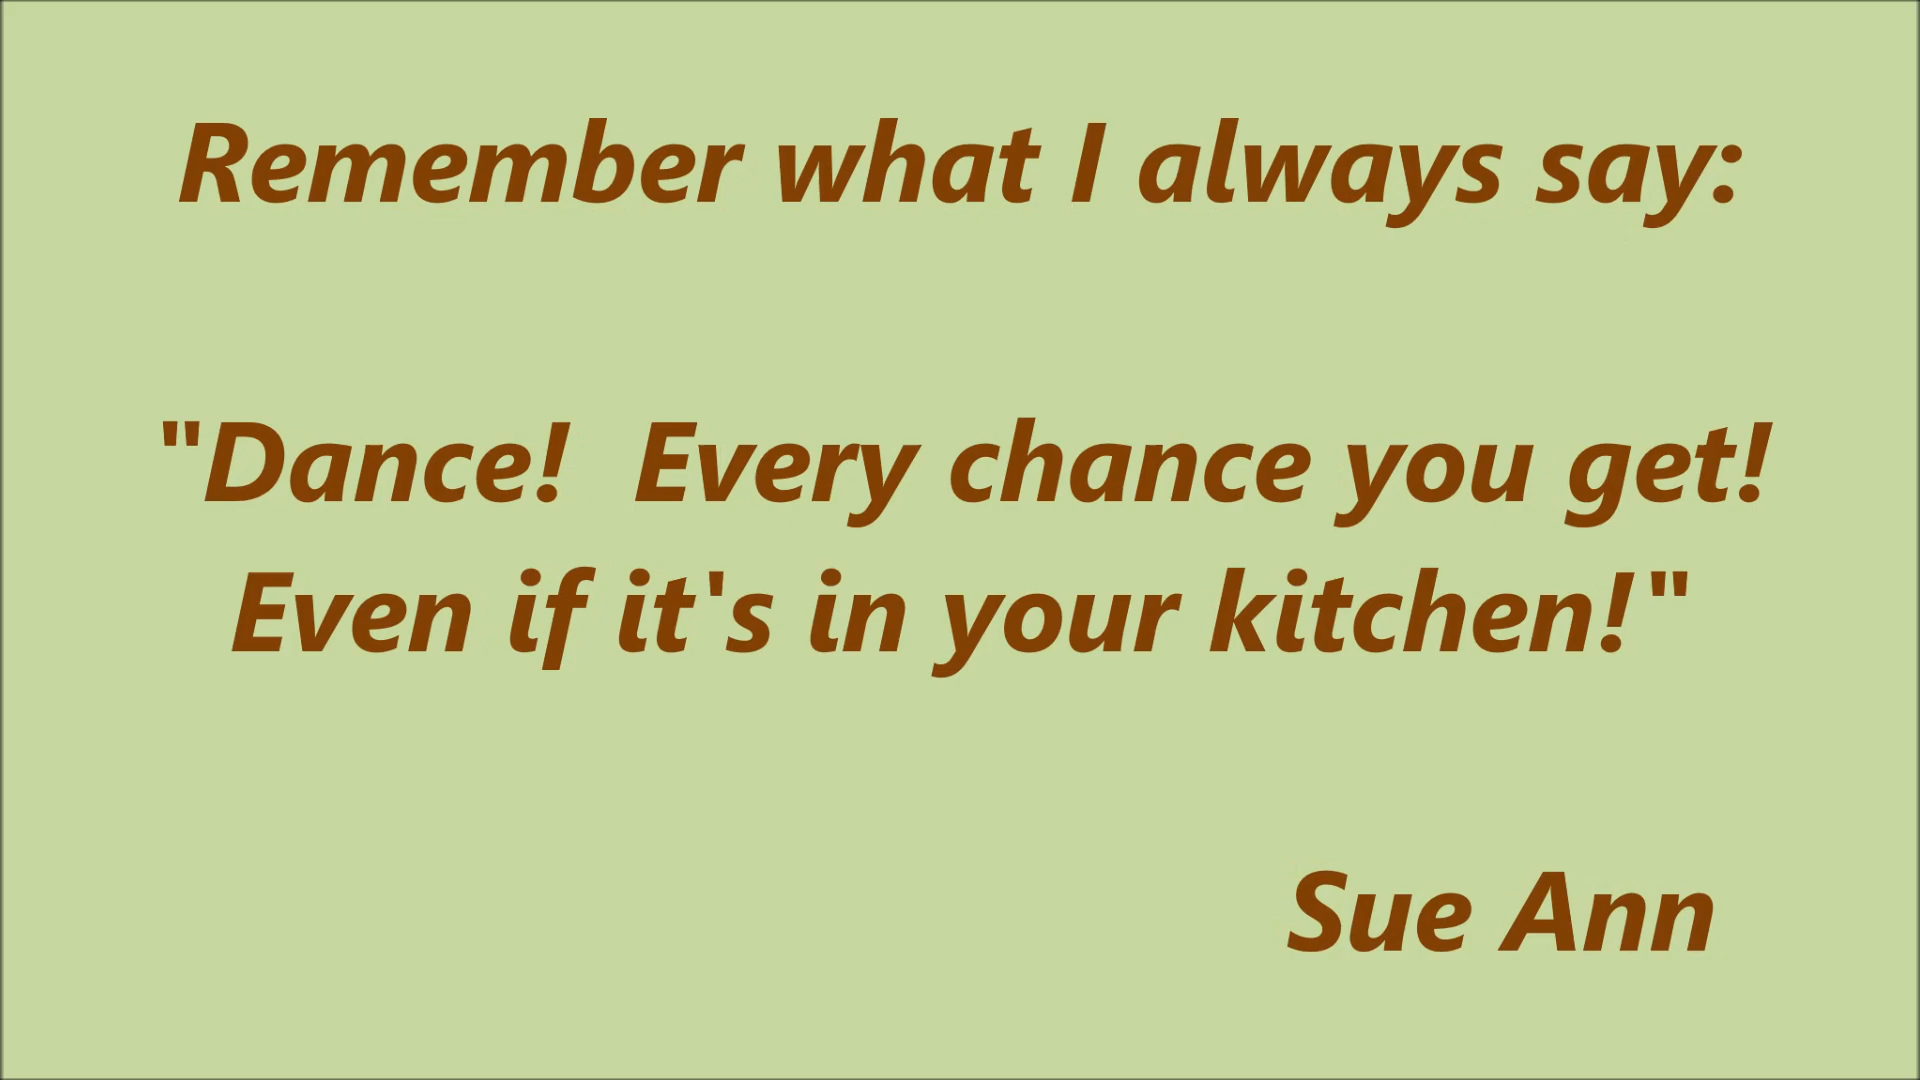 Remember what I always say:
"Dance!  Every chance you get!
Even if it's in your kitchen!"
Sue Ann